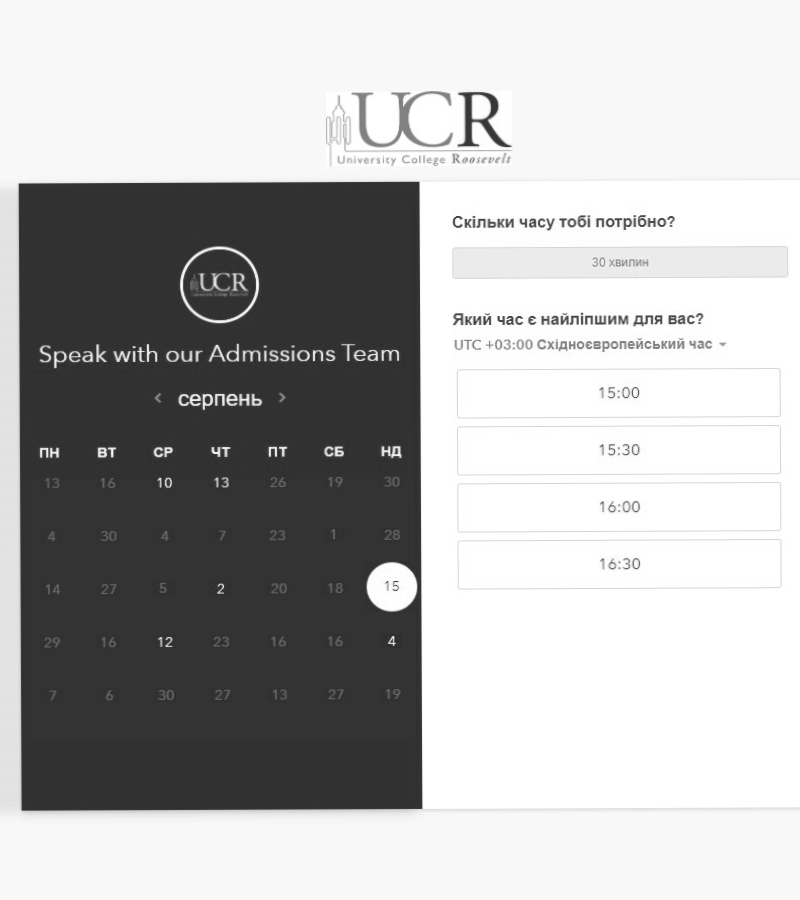 UCR
University College Roosevelt
UCR
Speak with our Admissions Team
< серпень >
ПН ВТ СР ЧТ ПТ СБ НД
13 16 10 13 26 19 30
4 30 4 7 23 1 28
14 27 5 2 20 18 15
29 16 12 23 16 16 4
7 6 30 27 13 27 19
Скільки часу тобі потрібно?
30 хвилин
Який час є найліпшим для вас?
UTC +03:00 Східноєвропейський час
15:00
15:30
16:00
16:30